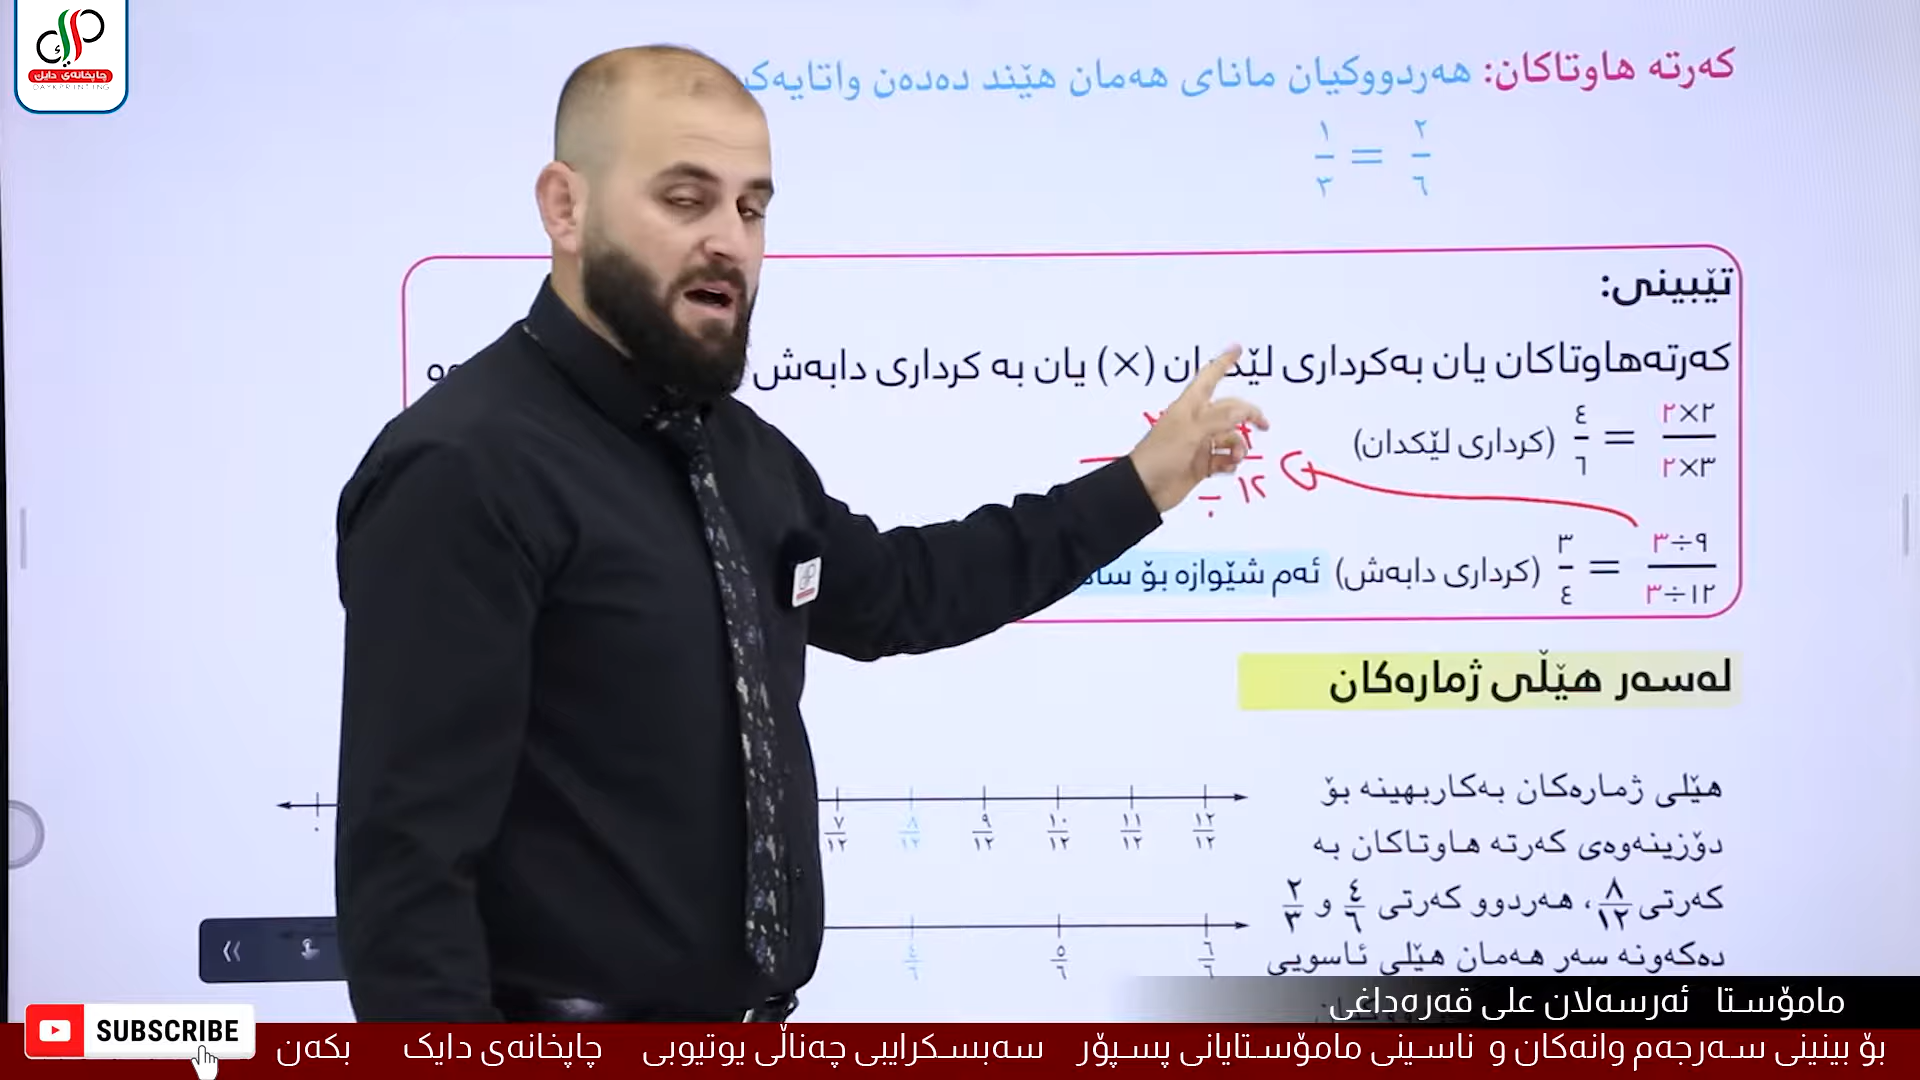 چاپخانەی دایک
DAYKPRINTING
کەرتە هاوتاکان: هەردووکیان مانای هەمان هێند دەدەن واتایەکی
١/٣ = ٢/٦
تێبینی:
کەرتەهاوتاکان یان بەکرداری لێکدان (×) یان بە کرداری دابەش
٢×٢/٢×٣ = ٤/٦ (کرداری لێکدان)
÷ ١٢
٣÷٩/٣÷١٢ = ٣/٤ (کرداری دابەش) ئەم شێوازە بۆ
لەسەر هێڵی ژمارەکان
هێڵی ژمارەکان بەکاربهینە بۆ
دۆزینەوەی کەرتە هاوتاکان بە
کەرتی ٨/١٢، هەردوو کەرتی ٤/٦ و ٢/٣
دەکەونە سەر هەمان هێڵی ئاسویی
٠ ٧/١٢ ٨/١٢ ٩/١٢ ١٠/١٢ ١١/١٢ ١٢/١٢
٤/٦ ٥/٦ ٦/٦
مامۆستا ئەرسەلان علی قەرەداغی
SUBSCRIBE
بۆ بینینی سەرجەم وانەکان و ناسینی مامۆستایانی پسپۆر سەبسکرایبی چەناڵی یوتیوبی چاپخانەی دایک بکەن